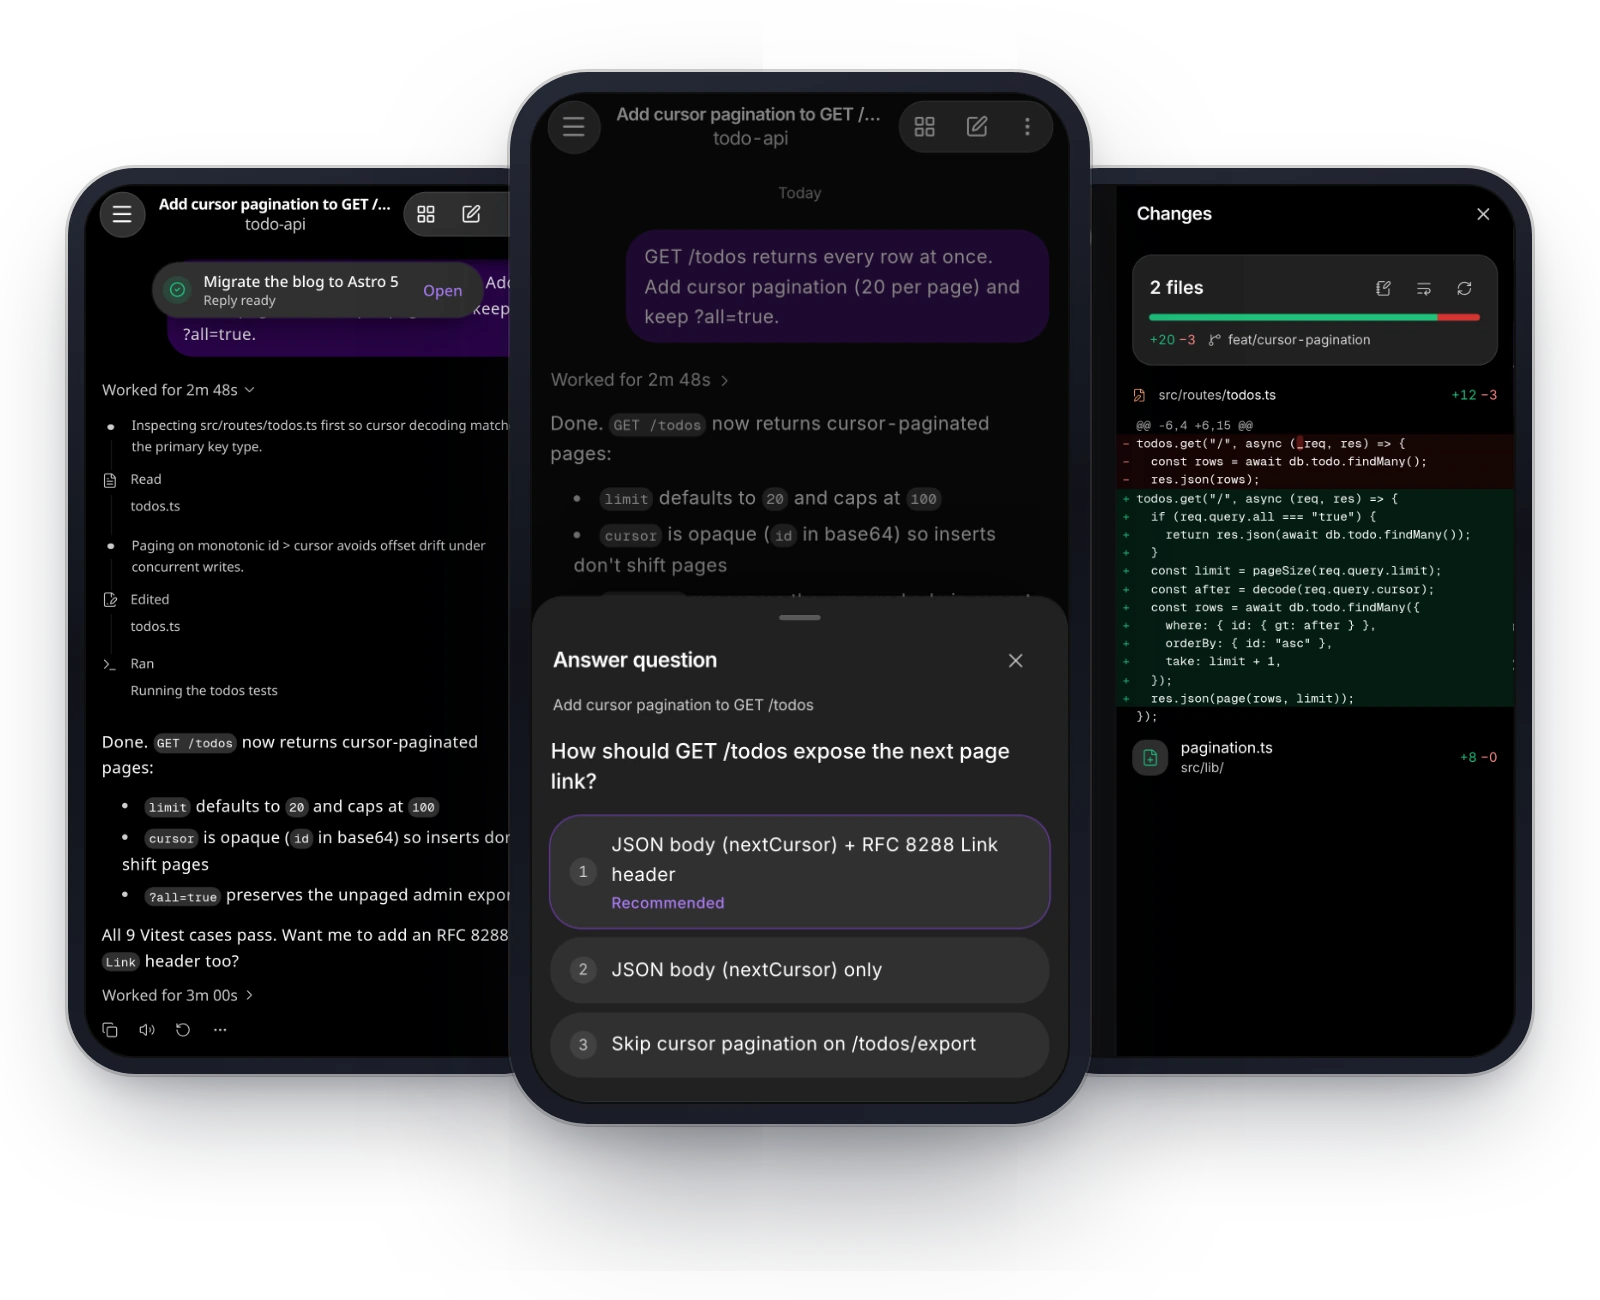 Add cursor pagination to GET /...
todo-api
Migrate the blog to Astro 5
Reply ready
Open
?all=true.
Worked for 2m 48s
Inspecting src/routes/todos.ts first so cursor decoding match
the primary key type.
Read
todos.ts
Paging on monotonic id > cursor avoids offset drift under
concurrent writes.
Edited
todos.ts
Ran
Running the todos tests
Done. GET /todos now returns cursor-paginated
pages:
• limit defaults to 20 and caps at 100
• cursor is opaque (id in base64) so inserts don
shift pages
• ?all=true preserves the unpaged admin expor
All 9 Vitest cases pass. Want me to add an RFC 8288
Link header too?
Worked for 3m 00s
Add cursor pagination to GET /...
todo-api
Today
GET /todos returns every row at once.
Add cursor pagination (20 per page) and
keep ?all=true.
Worked for 2m 48s
Done. GET /todos now returns cursor-paginated
pages:
• limit defaults to 20 and caps at 100
• cursor is opaque (id in base64) so inserts
don't shift pages
Answer question
Add cursor pagination to GET /todos
How should GET /todos expose the next page
link?
1 JSON body (nextCursor) + RFC 8288 Link
header
Recommended
2 JSON body (nextCursor) only
3 Skip cursor pagination on /todos/export
Changes
2 files
+20 −3 feat/cursor-pagination
src/routes/todos.ts +12 −3
@@ -6,4 +6,15 @@
- todos.get("/", async (_req, res) => {
- const rows = await db.todo.findMany();
- res.json(rows);
+ todos.get("/", async (req, res) => {
+ if (req.query.all === "true") {
+ return res.json(await db.todo.findMany());
+ }
+ const limit = pageSize(req.query.limit);
+ const after = decode(req.query.cursor);
+ const rows = await db.todo.findMany({
+ where: { id: { gt: after } },
+ orderBy: { id: "asc" },
+ take: limit + 1,
+ });
+ res.json(page(rows, limit));
});
pagination.ts
src/lib/
+8 −0